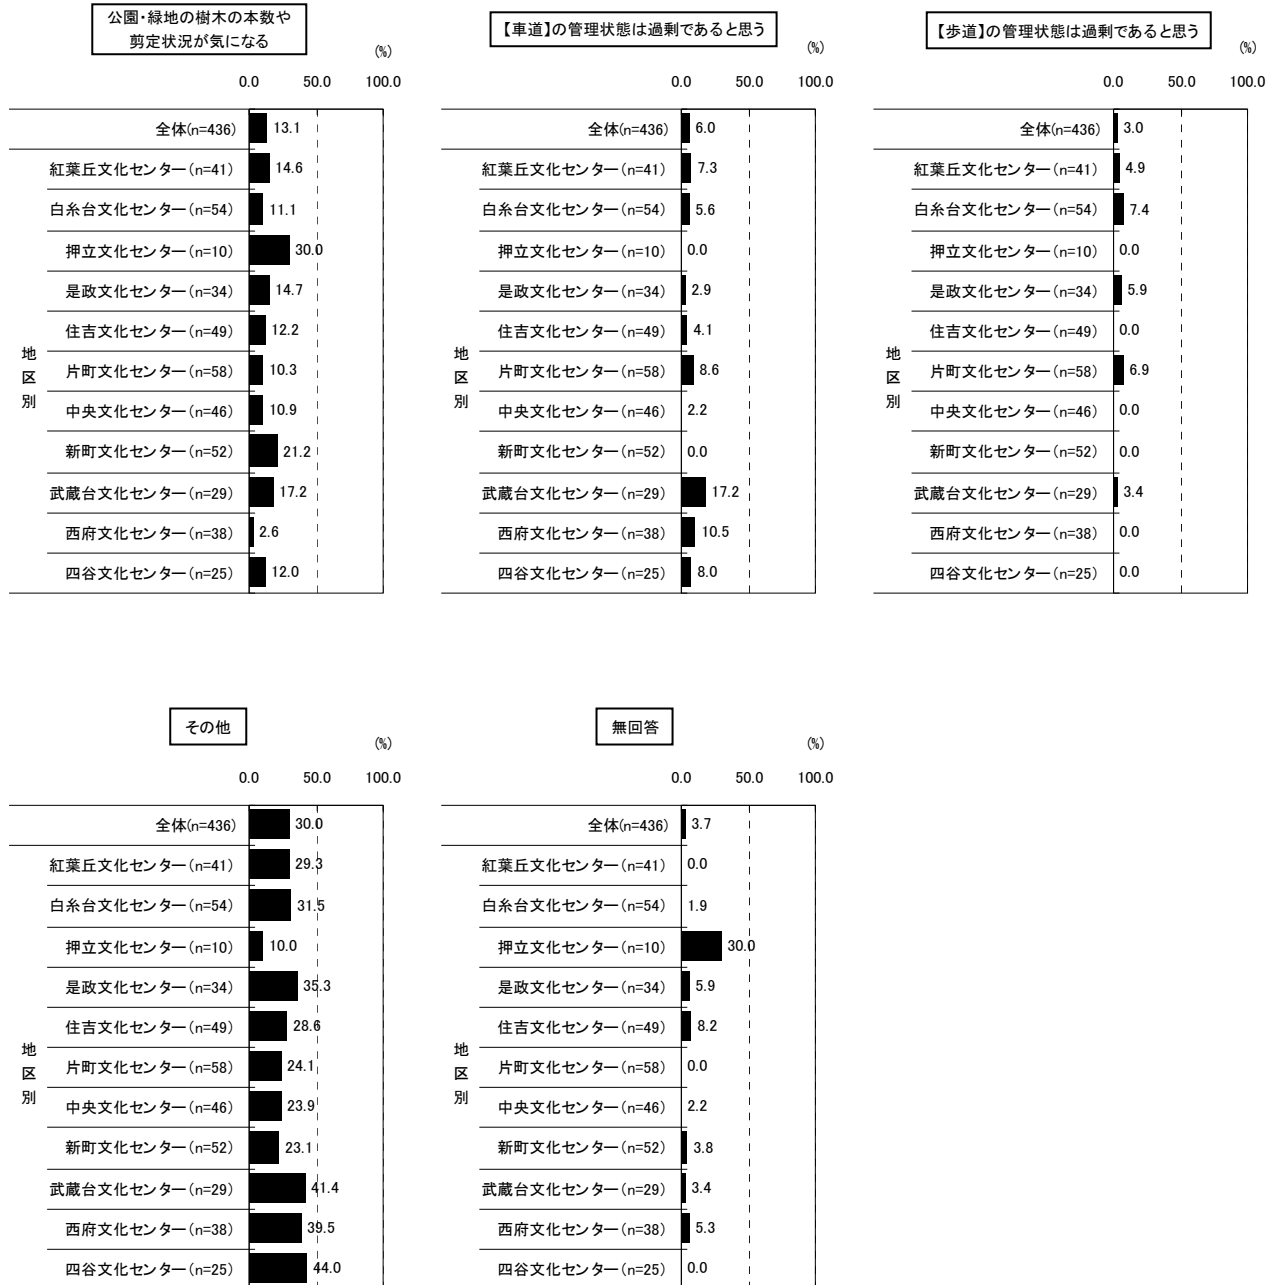 公園・緑地の樹木の本数や
剪定状況が気になる
(%)
0.0 50.0 100.0
全体(n=436) 13.1
地区別
紅葉丘文化センター(n=41) 14.6
白糸台文化センター(n=54) 11.1
押立文化センター(n=10) 30.0
是政文化センター(n=34) 14.7
住吉文化センター(n=49) 12.2
片町文化センター(n=58) 10.3
中央文化センター(n=46) 10.9
新町文化センター(n=52) 21.2
武蔵台文化センター(n=29) 17.2
西府文化センター(n=38) 2.6
四谷文化センター(n=25) 12.0
【車道】の管理状態は過剰であると思う
(%)
0.0 50.0 100.0
全体(n=436) 6.0
地区別
紅葉丘文化センター(n=41) 7.3
白糸台文化センター(n=54) 5.6
押立文化センター(n=10) 0.0
是政文化センター(n=34) 2.9
住吉文化センター(n=49) 4.1
片町文化センター(n=58) 8.6
中央文化センター(n=46) 2.2
新町文化センター(n=52) 0.0
武蔵台文化センター(n=29) 17.2
西府文化センター(n=38) 10.5
四谷文化センター(n=25) 8.0
【歩道】の管理状態は過剰であると思う
(%)
0.0 50.0 100.0
全体(n=436) 3.0
地区別
紅葉丘文化センター(n=41) 4.9
白糸台文化センター(n=54) 7.4
押立文化センター(n=10) 0.0
是政文化センター(n=34) 5.9
住吉文化センター(n=49) 0.0
片町文化センター(n=58) 6.9
中央文化センター(n=46) 0.0
新町文化センター(n=52) 0.0
武蔵台文化センター(n=29) 3.4
西府文化センター(n=38) 0.0
四谷文化センター(n=25) 0.0
その他
(%)
0.0 50.0 100.0
全体(n=436) 30.0
地区別
紅葉丘文化センター(n=41) 29.3
白糸台文化センター(n=54) 31.5
押立文化センター(n=10) 10.0
是政文化センター(n=34) 35.3
住吉文化センター(n=49) 28.6
片町文化センター(n=58) 24.1
中央文化センター(n=46) 23.9
新町文化センター(n=52) 23.1
武蔵台文化センター(n=29) 41.4
西府文化センター(n=38) 39.5
四谷文化センター(n=25) 44.0
無回答
(%)
0.0 50.0 100.0
全体(n=436) 3.7
地区別
紅葉丘文化センター(n=41) 0.0
白糸台文化センター(n=54) 1.9
押立文化センター(n=10) 30.0
是政文化センター(n=34) 5.9
住吉文化センター(n=49) 8.2
片町文化センター(n=58) 0.0
中央文化センター(n=46) 2.2
新町文化センター(n=52) 3.8
武蔵台文化センター(n=29) 3.4
西府文化センター(n=38) 5.3
四谷文化センター(n=25) 0.0